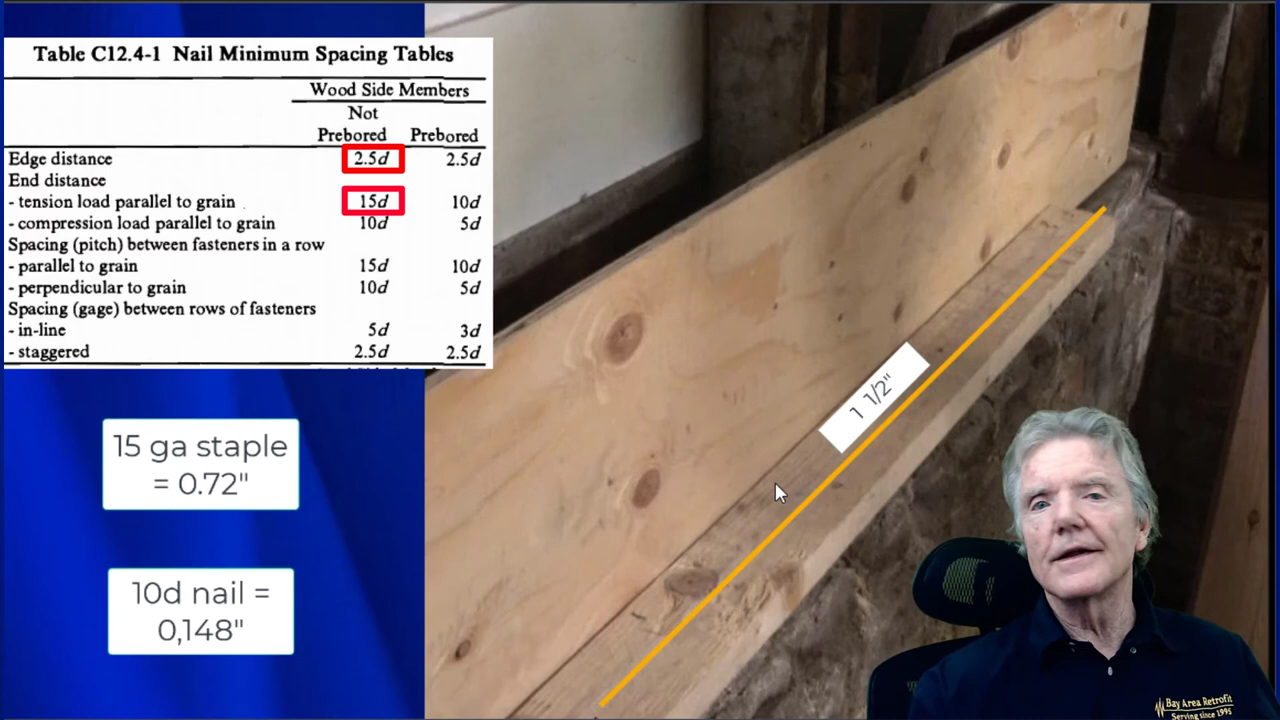 Table C12.4-1 Nail Minimum Spacing Tables
Wood Side Members
Not
Prebored Prebored
Edge distance 2.5d 2.5d
End distance
- tension load parallel to grain 15d 10d
- compression load parallel to grain 10d 5d
Spacing (pitch) between fasteners in a row
- parallel to grain 15d 10d
- perpendicular to grain 10d 5d
Spacing (gage) between rows of fasteners
- in-line 5d 3d
- staggered 2.5d 2.5d
15 ga staple
= 0.72"
10d nail =
0,148"
1 1/2"
Bay Area Retrofit
Serving since 1995